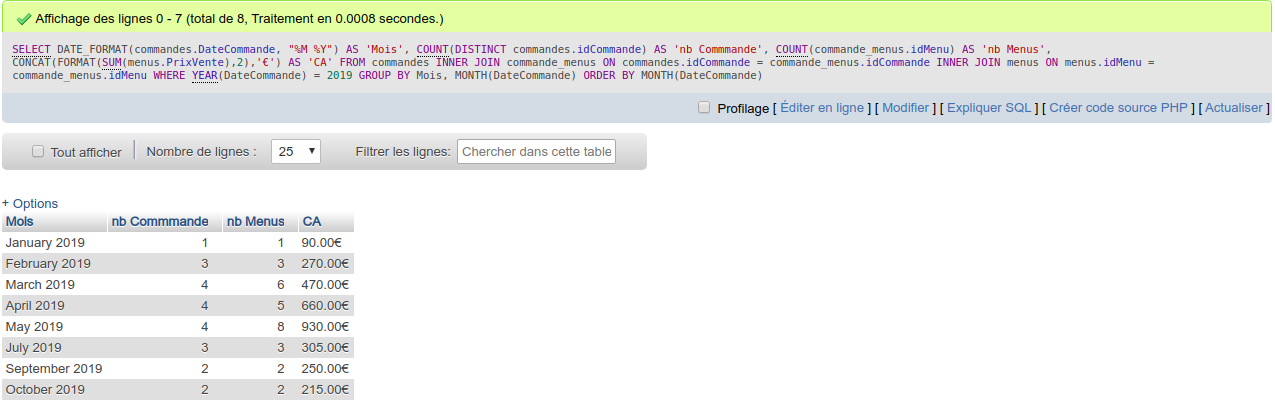 Affichage des lignes 0 - 7 (total de 8, Traitement en 0.0008 secondes.)
SELECT DATE_FORMAT(commandes.DateCommande, "%M %Y") AS 'Mois', COUNT(DISTINCT commandes.idCommande) AS 'nb Commmande', COUNT(commande_menus.idMenu) AS 'nb Menus',
CONCAT(FORMAT(SUM(menus.PrixVente),2),'€') AS 'CA' FROM commandes INNER JOIN commande_menus ON commandes.idCommande = commande_menus.idCommande INNER JOIN menus ON menus.idMenu =
commande_menus.idMenu WHERE YEAR(DateCommande) = 2019 GROUP BY Mois, MONTH(DateCommande) ORDER BY MONTH(DateCommande)
Profilage [ Éditer en ligne ] [ Modifier ] [ Expliquer SQL ] [ Créer code source PHP ] [ Actualiser ]
Tout afficher Nombre de lignes : 25 Filtrer les lignes: Chercher dans cette table
+ Options
Mois nb Commmande nb Menus CA
January 2019 1 1 90.00€
February 2019 3 3 270.00€
March 2019 4 6 470.00€
April 2019 4 5 660.00€
May 2019 4 8 930.00€
July 2019 3 3 305.00€
September 2019 2 2 250.00€
October 2019 2 2 215.00€